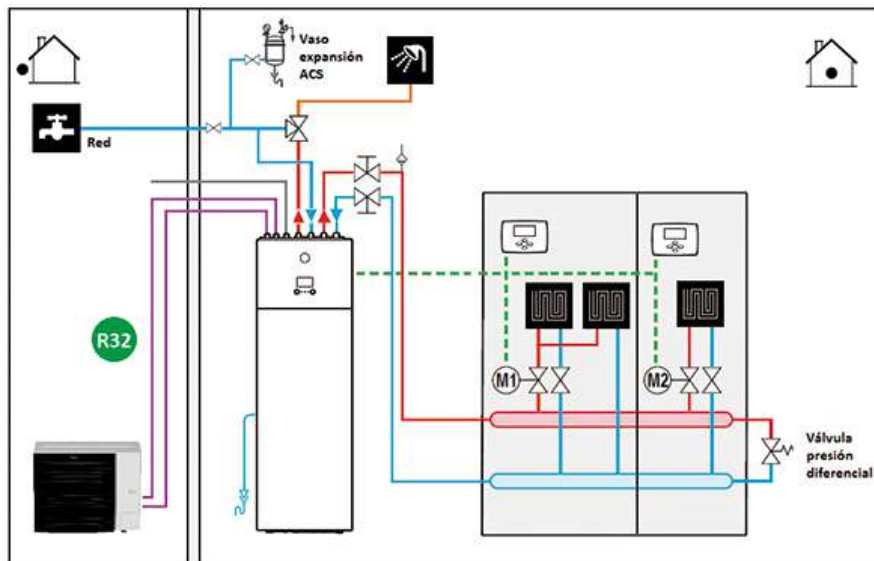 Vaso
expansión
ACS
Red
R32
M1
M2
Válvula
presión
diferencial